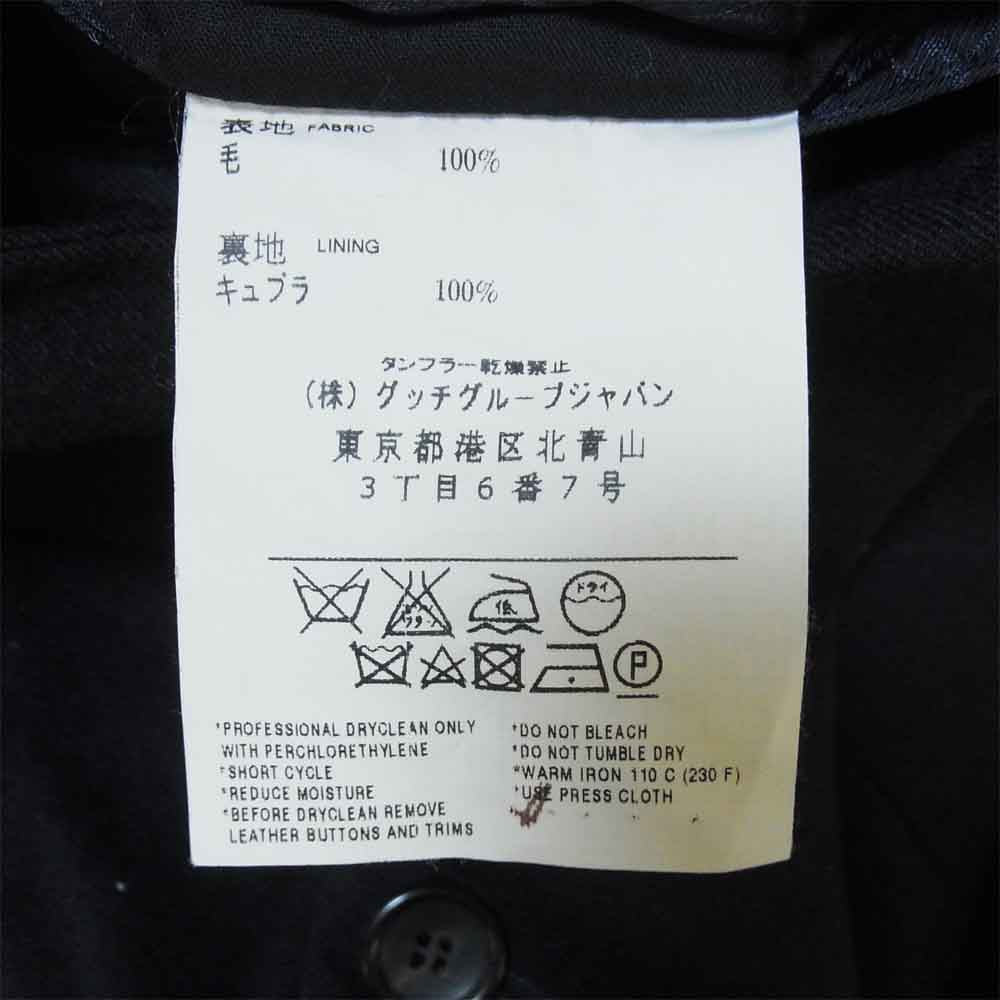 表地 FABRIC
毛 100%
裏地 LINING
キュプラ 100%
タンブラー乾燥禁止
(株)グッチグループジャパン
東京都港区北青山
3丁目6番7号
低 ドライ
P
*PROFESSIONAL DRYCLEAN ONLY
WITH PERCHLORETHYLENE
*SHORT CYCLE
*REDUCE MOISTURE
*BEFORE DRYCLEAN REMOVE
LEATHER BUTTONS AND TRIMS
*DO NOT BLEACH
*DO NOT TUMBLE DRY
*WARM IRON 110 C (230 F)
*USE PRESS CLOTH